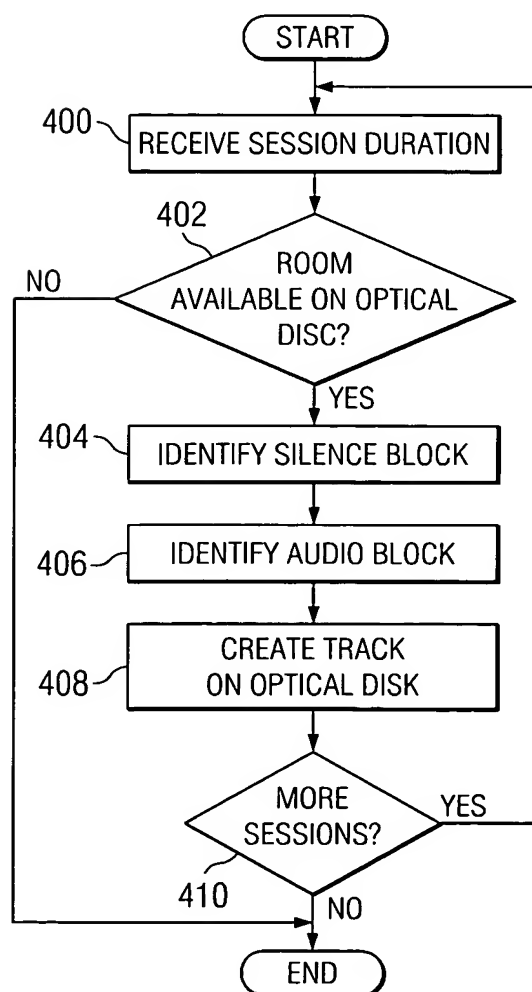 START
400
RECEIVE SESSION DURATION
402
NO
ROOM
AVAILABLE ON OPTICAL
DISC?
YES
404
IDENTIFY SILENCE BLOCK
406
IDENTIFY AUDIO BLOCK
408
CREATE TRACK
ON OPTICAL DISK
MORE
SESSIONS?
YES
410
NO
END